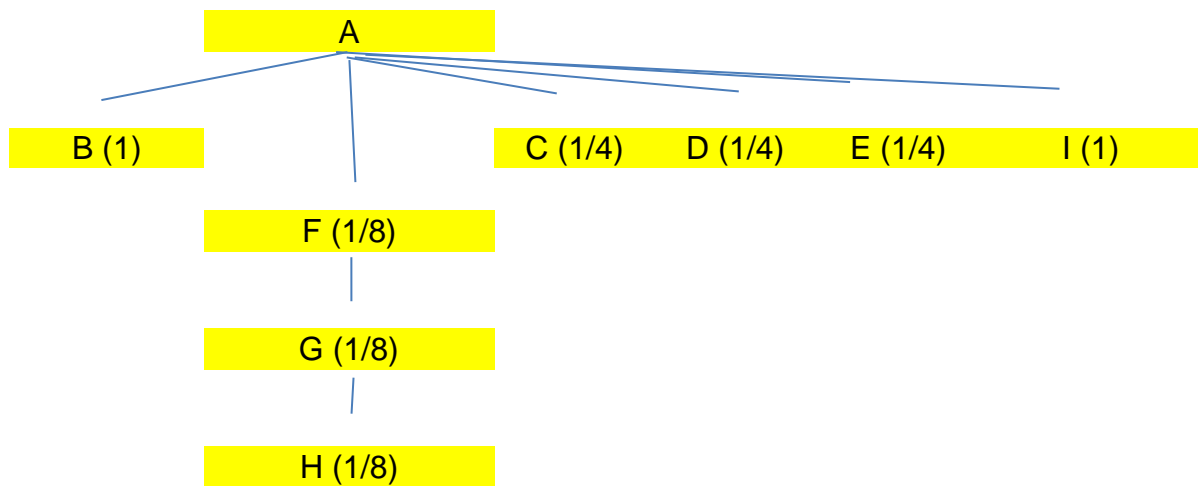 A
B (1) C (1/4) D (1/4) E (1/4) I (1)
F (1/8)
G (1/8)
H (1/8)